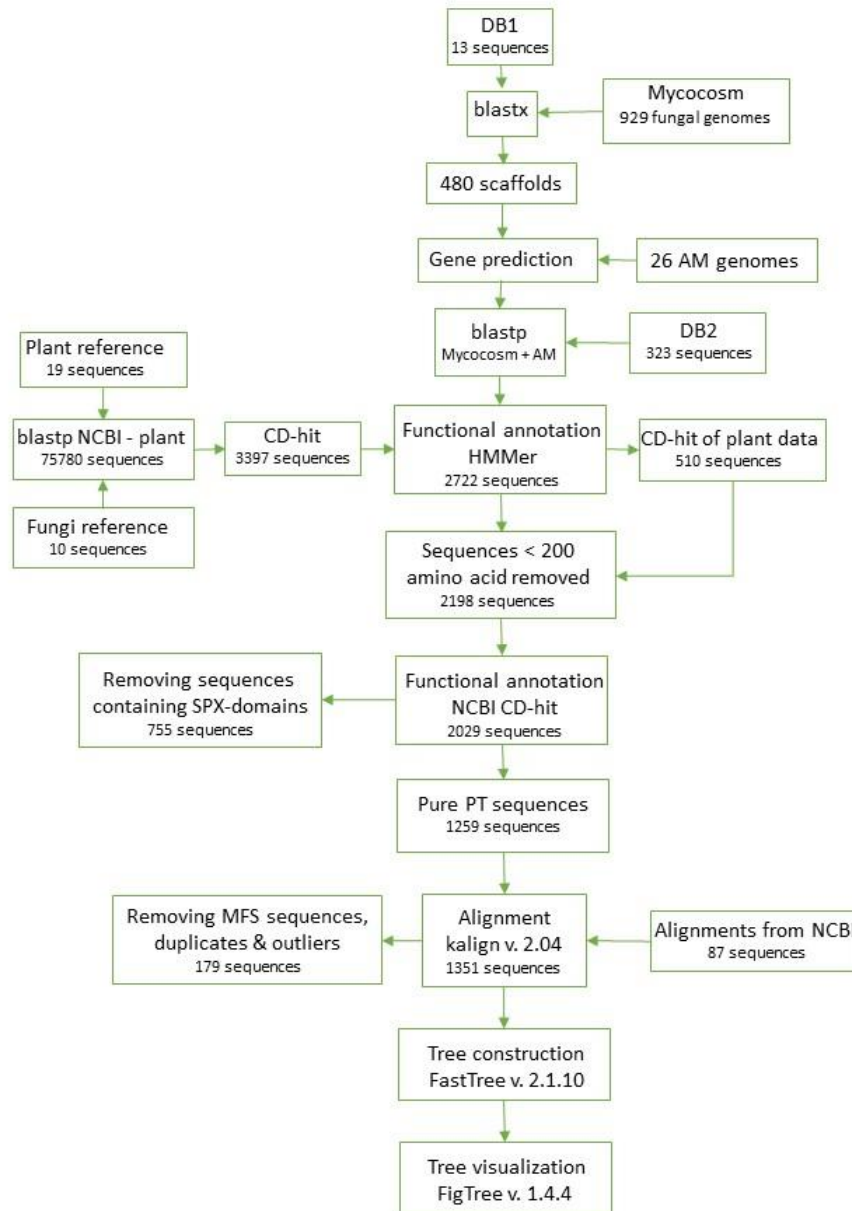 DB1
13 sequences
blastx
Mycocosm
929 fungal genomes
480 scaffolds
Gene prediction
26 AM genomes
blastp
Mycocosm + AM
DB2
323 sequences
Plant reference
19 sequences
blastp NCBI - plant
75780 sequences
CD-hit
3397 sequences
Functional annotation
HMMer
2722 sequences
CD-hit of plant data
510 sequences
Fungi reference
10 sequences
Sequences < 200
amino acid removed
2198 sequences
Removing sequences
containing SPX-domains
755 sequences
Functional annotation
NCBI CD-hit
2029 sequences
Pure PT sequences
1259 sequences
Removing MFS sequences,
duplicates & outliers
179 sequences
Alignment
kalign v. 2.04
1351 sequences
Alignments from NCBI
87 sequences
Tree construction
FastTree v. 2.1.10
Tree visualization
FigTree v. 1.4.4